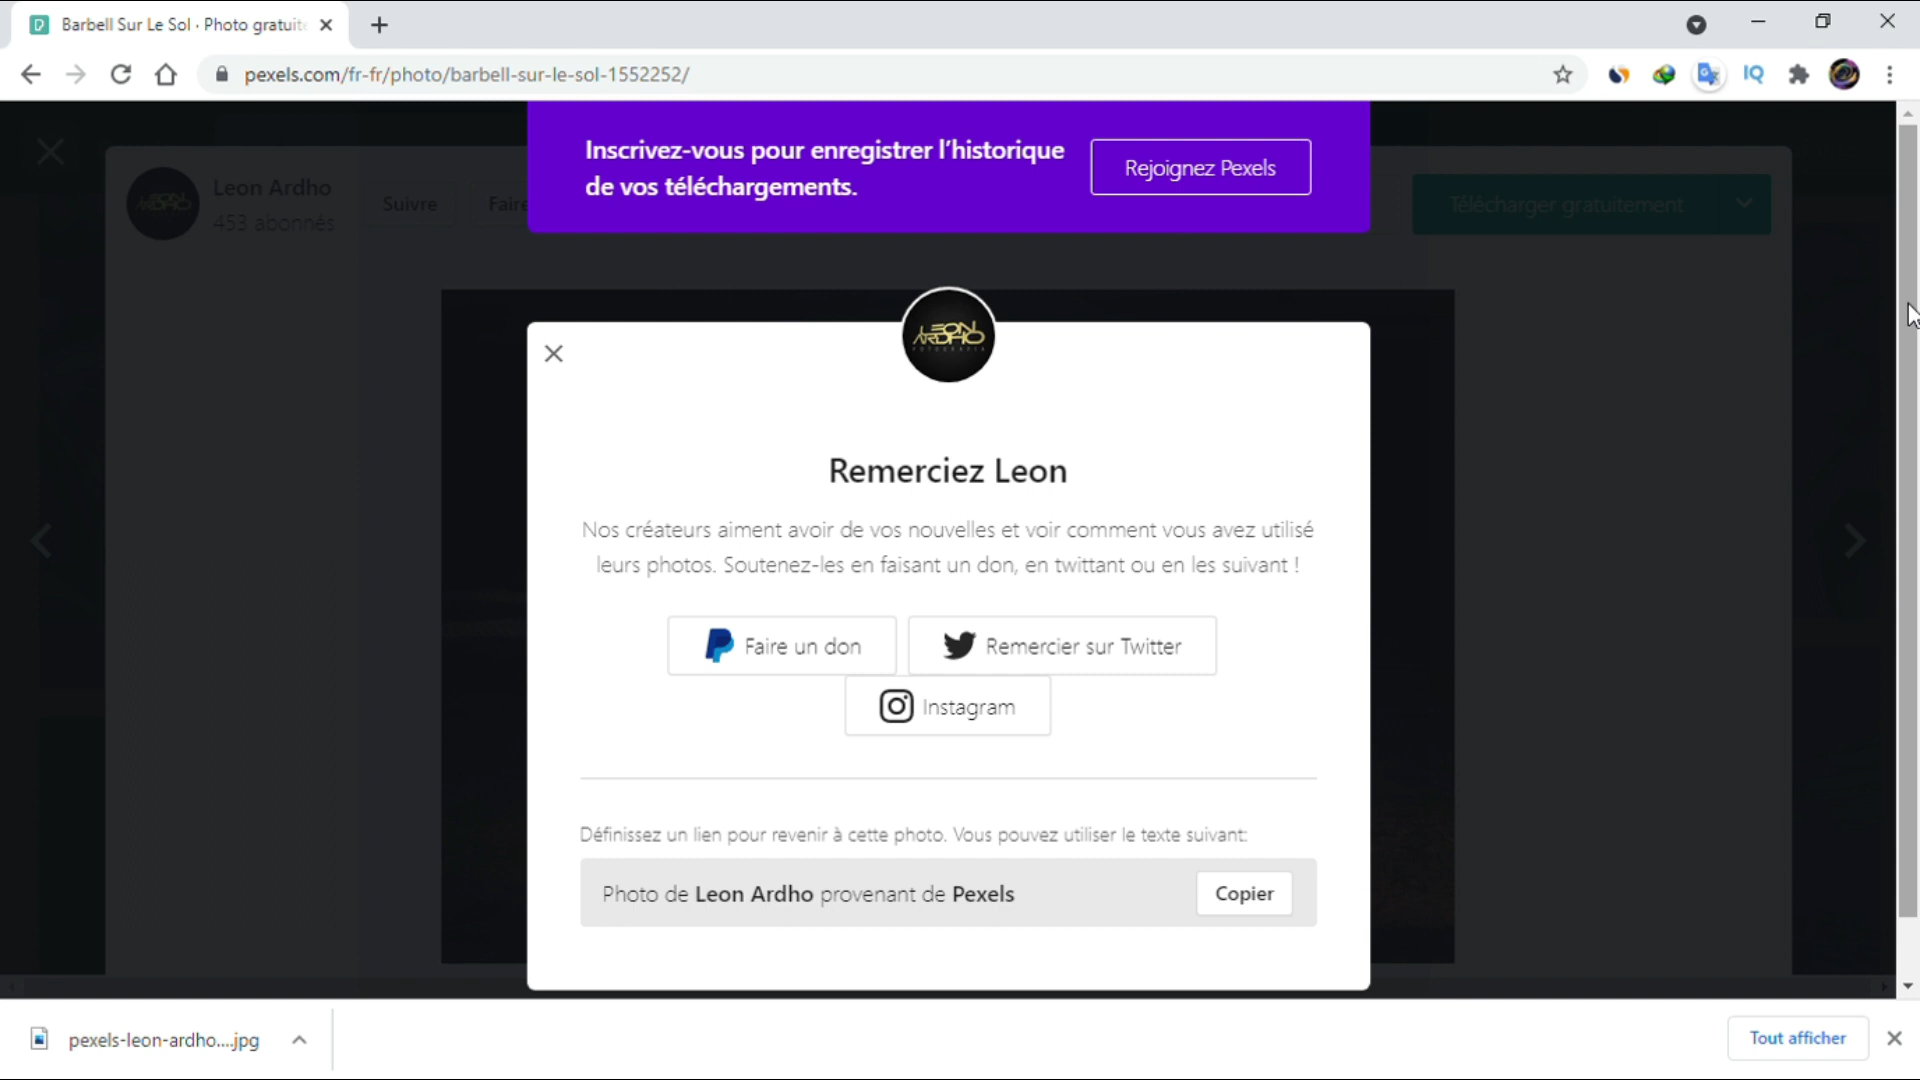 Barbell Sur Le Sol · Photo gratuite
pexels.com/fr-fr/photo/barbell-sur-le-sol-1552252/
IQ
Inscrivez-vous pour enregistrer l’historique
de vos téléchargements.
Rejoignez Pexels
Leon Ardho
453 abonnés
Suivre
Faire
Télécharger gratuitement
LEON
ARDHO
Remerciez Leon
Nos créateurs aiment avoir de vos nouvelles et voir comment vous avez utilisé
leurs photos. Soutenez-les en faisant un don, en twittant ou en les suivant !
Faire un don
Remercier sur Twitter
Instagram
Définissez un lien pour revenir à cette photo. Vous pouvez utiliser le texte suivant:
Photo de Leon Ardho provenant de Pexels
Copier
pexels-leon-ardho....jpg
Tout afficher